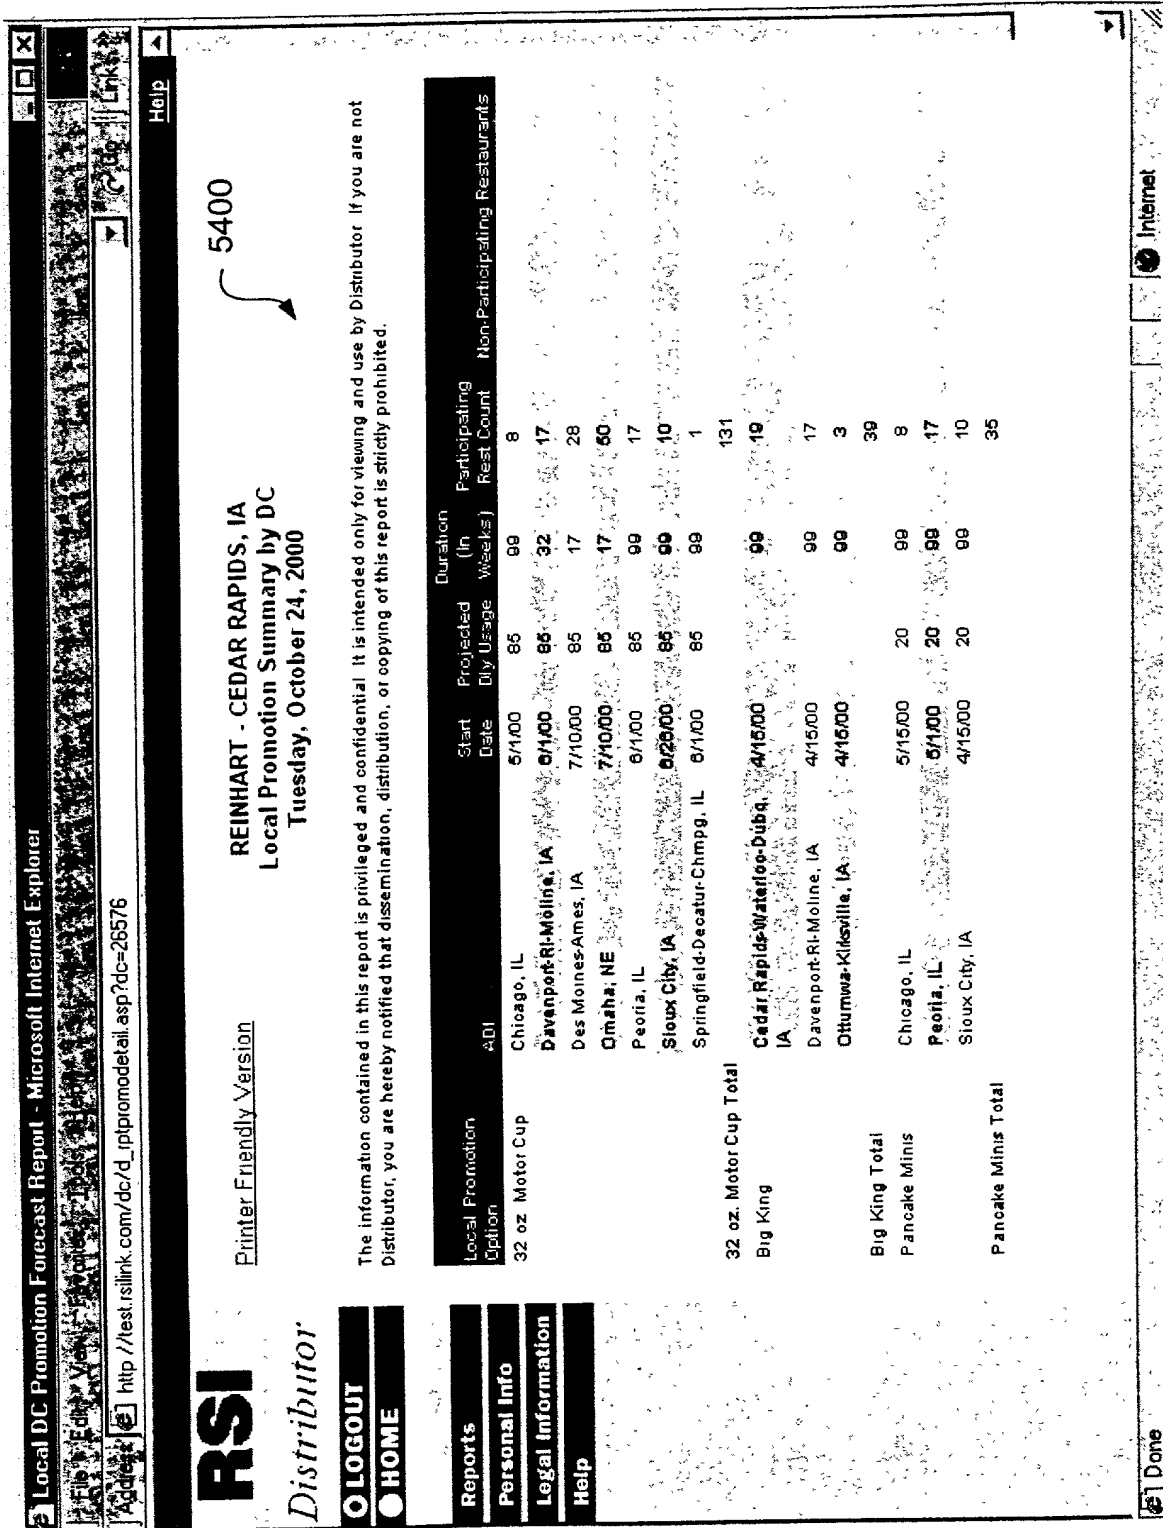 Local DC Promotion Forecast Report - Microsoft Internet Explorer
File Edit View Favorites Tools Help
Address http //test.rsilink.com/dc/d_rptpromodetail.asp?dc=26576 Go Links
Help
RSI
Distributor
LOGOUT
HOME
Reports
Personal Info
Legal Information
Help
Printer Friendly Version
REINHART - CEDAR RAPIDS, IA
Local Promotion Summary by DC
Tuesday, October 24, 2000
5400
The information contained in this report is privileged and confidential It is intended only for viewing and use by Distributor If you are not
Distributor, you are hereby notified that dissemination, distribution, or copying of this report is strictly prohibited.
Local Promotion Option ADI Start Date Projected Dly Usage Duration (In Weeks) Participating Rest Count Non-Participating Restaurants
32 oz Motor Cup Chicago, IL 5/1/00 85 99 8
Davenport-RI-Moline, IA 6/1/00 85 32 17
Des Moines-Ames, IA 7/10/00 85 17 28
Omaha, NE 7/10/00 85 17 50
Peoria, IL 6/1/00 85 99 17
Sioux City, IA 6/26/00 85 99 10
Springfield-Decatur-Chmpg, IL 6/1/00 85 99 1
32 oz. Motor Cup Total 131
Big King Cedar Rapids-Waterloo-Dubq, IA 4/15/00 99 19
Davenport-RI-Moline, IA 4/15/00 99 17
Ottumwa-Kirksville, IA 4/15/00 99 3
Big King Total 39
Pancake Minis Chicago, IL 5/15/00 20 99 8
Peoria, IL 5/1/00 20 99 17
Sioux City, IA 4/15/00 20 99 10
Pancake Minis Total 35
Done Internet